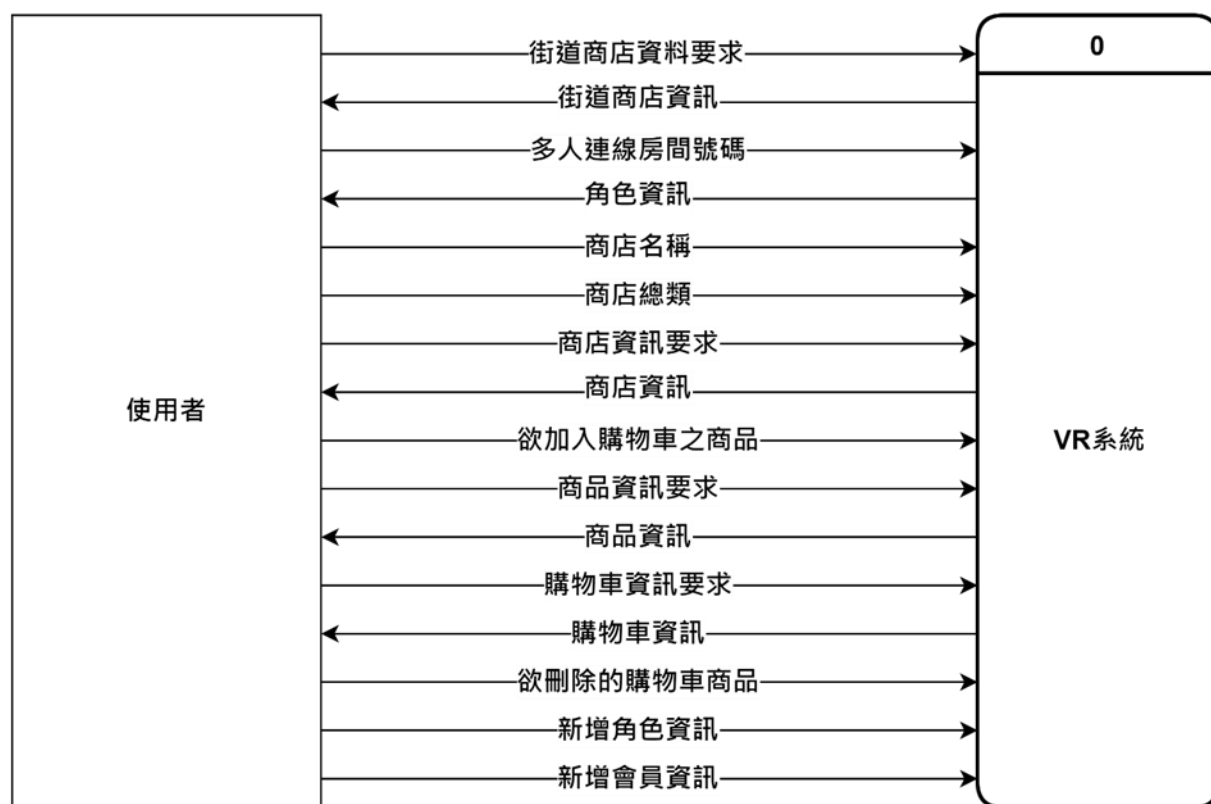 0
街道商店資料要求
街道商店資訊
多人連線房間號碼
角色資訊
商店名稱
商店總類
商店資訊要求
商店資訊
使用者
欲加入購物車之商品
VR系統
商品資訊要求
商品資訊
購物車資訊要求
購物車資訊
欲刪除的購物車商品
新增角色資訊
新增會員資訊